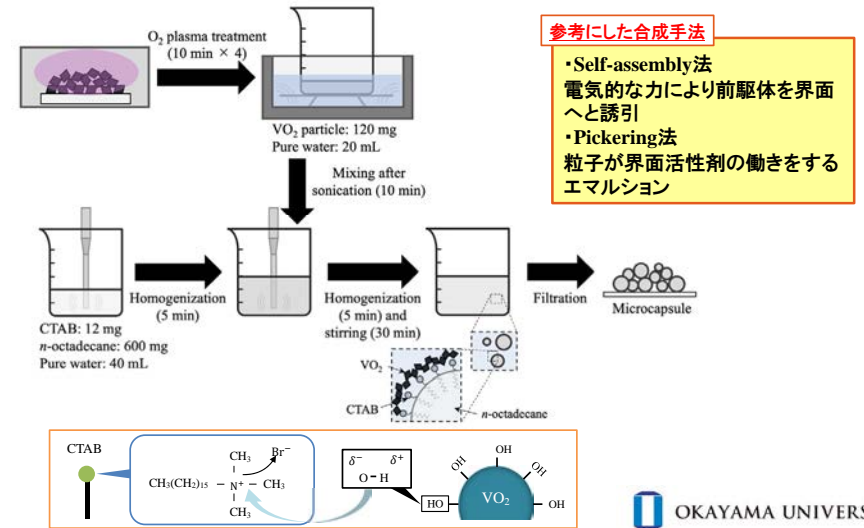 O₂ plasma treatment
(10 min × 4)
VO₂ particle: 120 mg
Pure water: 20 mL
Mixing after
sonication (10 min)
参考にした合成手法
・Self-assembly法
電気的な力により前駆体を界面
へと誘引
・Pickering法
粒子が界面活性剤の働きをする
エマルション
Homogenization
(5 min)
Homogenization
(5 min) and
stirring (30 min)
Filtration
Microcapsule
CTAB: 12 mg
n-octadecane: 600 mg
Pure water: 40 mL
VO₂
CTAB
n-octadecane
CTAB
CH₃ Br⁻
CH₃(CH₂)₁₅ － N⁺ － CH₃
CH₃
δ⁻ δ⁺
O－H
HO
OH
OH
OH
OH
VO₂
OH
OKAYAMA UNIVERS